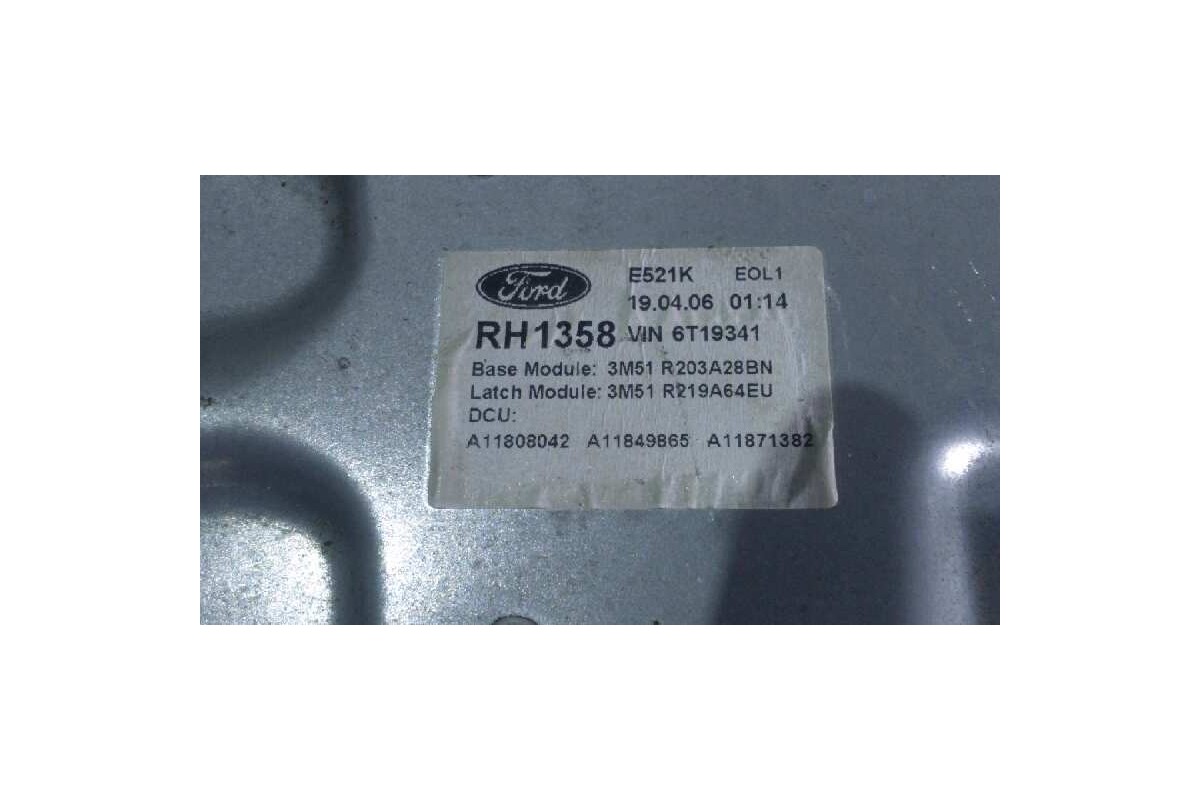 Ford E521K EOL1
19.04.06 01:14
RH1358 VIN 6T19341
Base Module: 3M51 R203A28BN
Latch Module: 3M51 R219A64EU
DCU:
A11808042 A11849865 A11871382